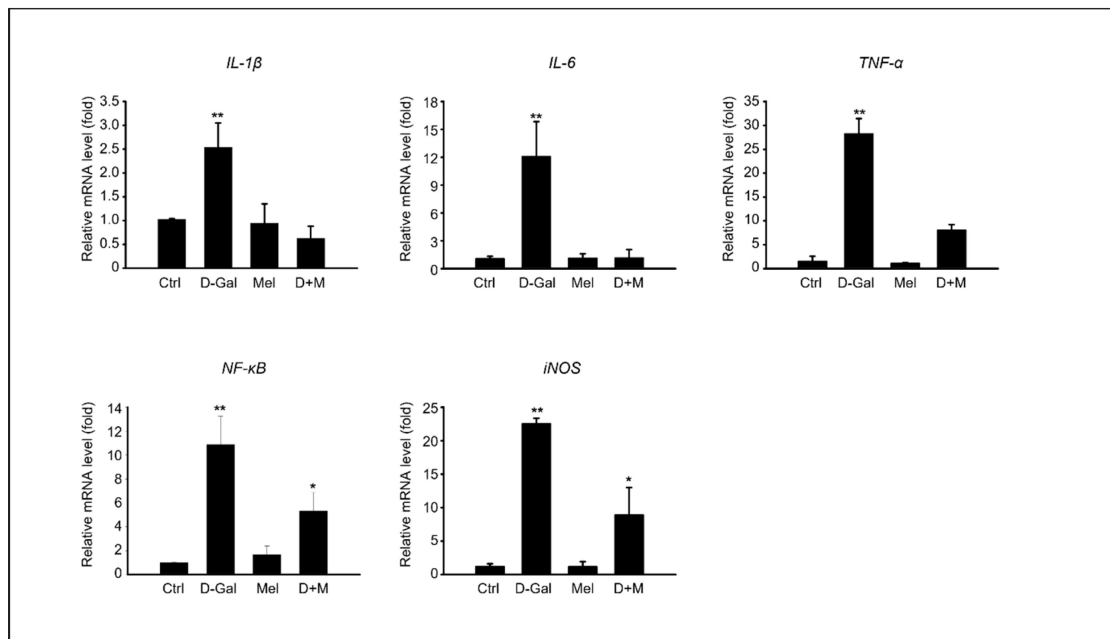 IL-1β
Relative mRNA level (fold)
3.5
3.0
2.5
2.0
1.5
1.0
0.5
0
**
Ctrl D-Gal Mel D+M
IL-6
Relative mRNA level (fold)
18
15
12
9
6
3
0
**
Ctrl D-Gal Mel D+M
TNF-α
Relative mRNA level (fold)
35
30
25
20
15
10
5
0
**
Ctrl D-Gal Mel D+M
NF-κB
Relative mRNA level (fold)
14
12
10
8
6
4
2
0
**
*
Ctrl D-Gal Mel D+M
iNOS
Relative mRNA level (fold)
25
20
15
10
5
0
**
*
Ctrl D-Gal Mel D+M